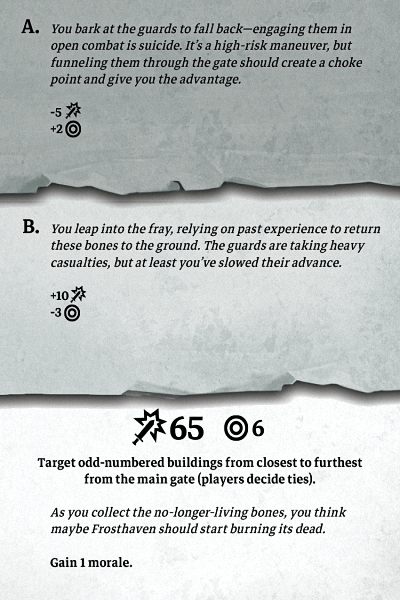 A. You bark at the guards to fall back—engaging them in
open combat is suicide. It's a high-risk maneuver, but
funneling them through the gate should create a choke
point and give you the advantage.
-5
+2
B. You leap into the fray, relying on past experience to return
these bones to the ground. The guards are taking heavy
casualties, but at least you've slowed their advance.
+10
-3
65 6
Target odd-numbered buildings from closest to furthest
from the main gate (players decide ties).
As you collect the no-longer-living bones, you think
maybe Frosthaven should start burning its dead.
Gain 1 morale.